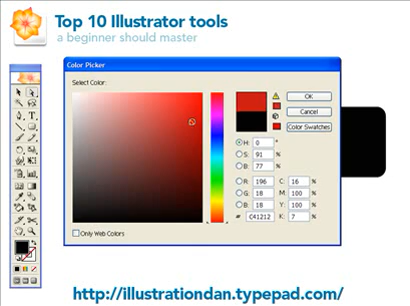 Top 10 Illustrator tools
a beginner should master
Color Picker
Select Color:
OK
Cancel
Color Swatches
H: 0 °
S: 91 %
B: 77 %
R: 196 C: 16 %
G: 18 M: 100 %
B: 18 Y: 100 %
# C41212 K: 7 %
Only Web Colors
http://illustrationdan.typepad.com/